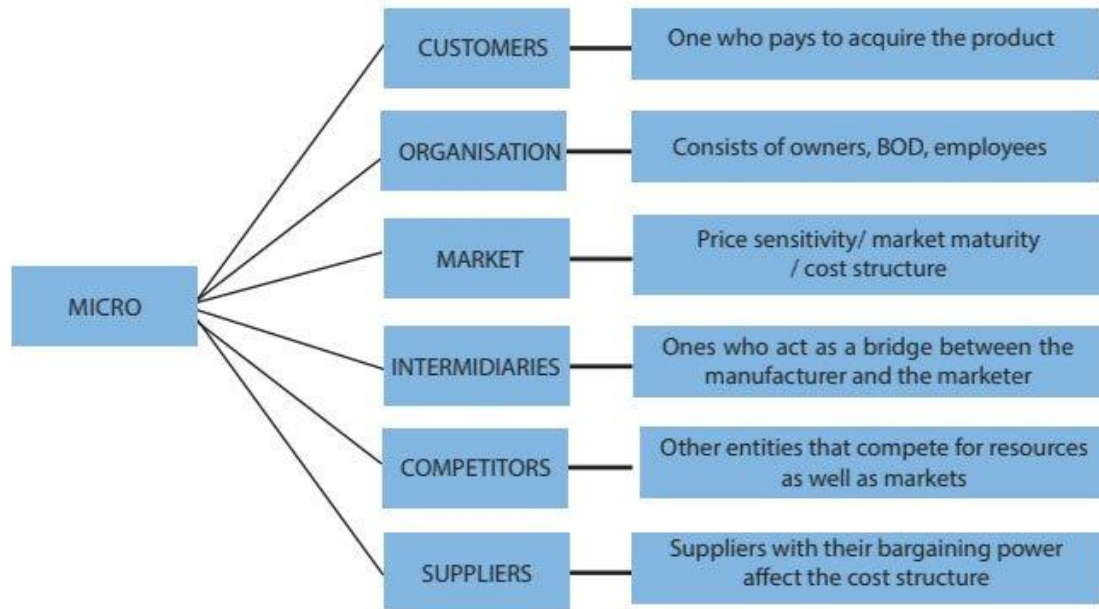 CUSTOMERS
One who pays to acquire the product
ORGANISATION
Consists of owners, BOD, employees
MARKET
Price sensitivity/ market maturity
/ cost structure
MICRO
INTERMIDIARIES
Ones who act as a bridge between the
manufacturer and the marketer
COMPETITORS
Other entities that compete for resources
as well as markets
SUPPLIERS
Suppliers with their bargaining power
affect the cost structure